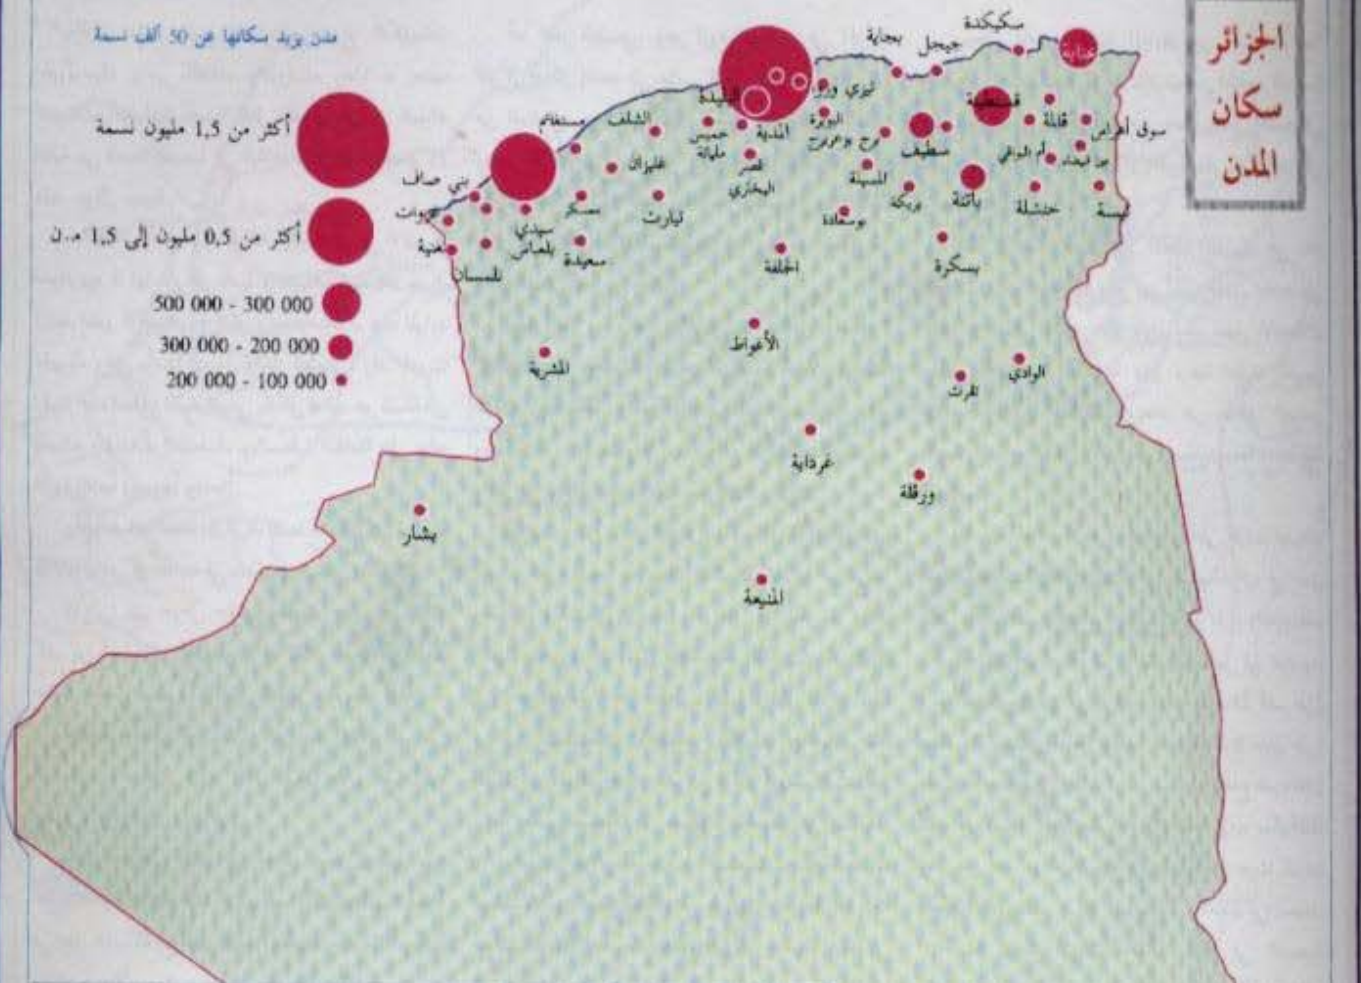 الجزائر
سكان
المدن
مدن يزيد سكانها عن 50 ألف نسمة
أكثر من 1,5 مليون نسمة
أكثر من 0,5 مليون إلى 1,5 م.ن
500 000 - 300 000
300 000 - 200 000
200 000 - 100 000
سكيكدة
جيجل
بجاية
عنابة
تيزي وزو
البليدة
قسنطينة
قالمة
سوق أهراس
أم البواقي
سطيف
برج بوعريريج
البويرة
المدية
خميس
مليانة
الشلف
مستغانم
غليزان
قصر
البخاري
المسيلة
بريكة
باتنة
خنشلة
تبسة
بوسعادة
بسكرة
الجلفة
تيارت
معسكر
سعيدة
سيدي
بلعباس
تلمسان
بني صاف
مغنية
الأغواط
المشرية
الوادي
تقرت
غرداية
ورقلة
بشار
المنيعة